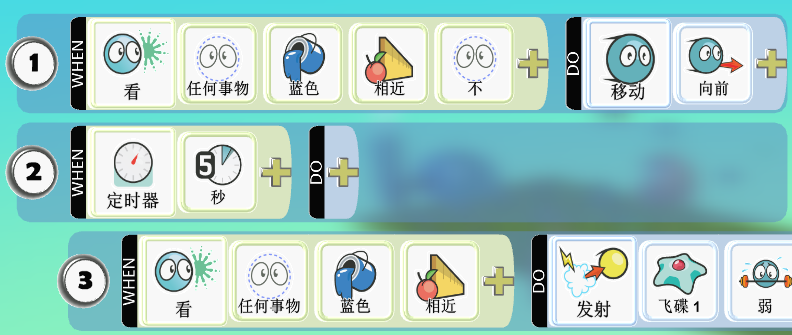 1 WHEN 看 任何事物 蓝色 相近 不 DO 移动 向前
2 WHEN 定时器 5 秒 DO
3 WHEN 看 任何事物 蓝色 相近 DO 发射 飞碟 1 弱